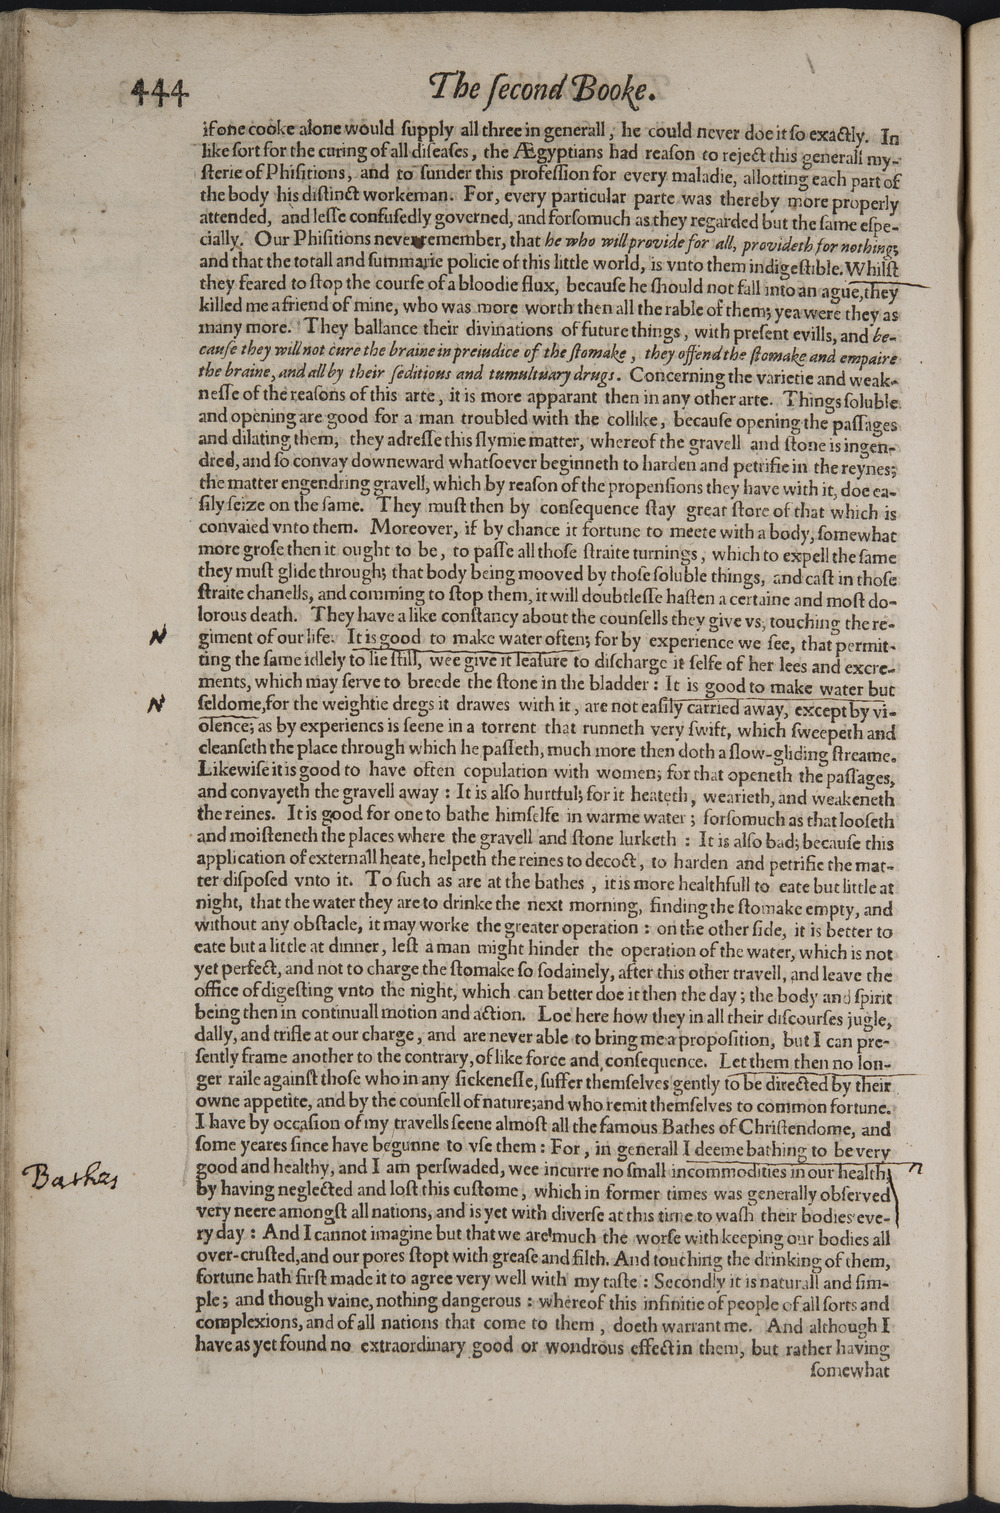 444
The ſecond Booke.
if one cooke alone would ſupply all three in generall, he could never doe it ſo exactly. In
like ſort for the curing of all diſeaſes, the Ægyptians had reaſon to reject this generall my-
ſterie of Phiſitions, and to ſunder this profeſſion for every maladie, allotting each part of
the body his diſtinct workeman. For, every particular parte was thereby more properly
attended, and leſſe confuſedly governed, and forſomuch as they regarded but the ſame eſpe-
cially. Our Phiſitions never remember, that he who will provide for all, provideth for nothing;
and that the totall and ſummarie policie of this little world, is vnto them indigeſtible. Whilſt
they feared to ſtop the courſe of a bloodie flux, becauſe he ſhould not fall into an ague, they
killed me a friend of mine, who was more worth then all the rable of them; yea were they as
many more. They ballance their divinations of future things, with preſent evills, and be-
cauſe they will not cure the braine in preiudice of the ſtomake, they offend the ſtomake and empaire
the braine, and all by their ſeditious and tumultuary drugs. Concerning the varietie and weak-
neſſe of the reaſons of this arte, it is more apparant then in any other arte. Things ſoluble
and opening are good for a man troubled with the collike, becauſe opening the paſſages
and dilating them, they adreſſe this ſlymie matter, whereof the gravell and ſtone is ingen-
dred, and ſo convay downeward whatſoever beginneth to harden and petrifie in the reynes;
the matter engendring gravell, which by reaſon of the propenſions they have with it, doe ea-
ſily ſeize on the ſame. They muſt then by conſequence ſtay great ſtore of that which is
convaied vnto them. Moreover, if by chance it fortune to meete with a body, ſomewhat
more groſe then it ought to be, to paſſe all thoſe ſtraite turnings, which to expell the ſame
they muſt glide through; that body being mooved by thoſe ſoluble things, and caſt in thoſe
ſtraite chanells, and comming to ſtop them, it will doubtleſſe haſten a certaine and moſt do-
lorous death. They have a like conſtancy about the counſells they give vs, touching the re-
N giment of our life. It is good to make water often; for by experience we ſee, that permit-
ting the ſame idlely to lie ſtill, wee give it leaſure to diſcharge it ſelfe of her lees and excre-
ments, which may ſerve to breede the ſtone in the bladder: It is good to make water but
N ſeldome, for the weightie dregs it drawes with it, are not eaſily carried away, except by vi-
olence; as by experiencs is ſeene in a torrent that runneth very ſwift, which ſweepeth and
cleanſeth the place through which he paſſeth, much more then doth a ſlow-gliding ſtreame.
Likewiſe it is good to have often copulation with women; for that openeth the paſſages,
and convayeth the gravell away: It is alſo hurtful; for it heateth, wearieth, and weakeneth
the reines. It is good for one to bathe himſelfe in warme water; forſomuch as that looſeth
and moiſteneth the places where the gravell and ſtone lurketh: It is alſo bad; becauſe this
application of externall heate, helpeth the reines to decoct, to harden and petrifie the mat-
ter diſpoſed vnto it. To ſuch as are at the bathes, it is more healthfull to eate but little at
night, that the water they are to drinke the next morning, finding the ſtomake empty, and
without any obſtacle, it may worke the greater operation: on the other ſide, it is better to
eate but a little at dinner, leſt a man might hinder the operation of the water, which is not
yet perfect, and not to charge the ſtomake ſo ſodainely, after this other travell, and leave the
office of digeſting vnto the night, which can better doe it then the day; the body and ſpirit
being then in continuall motion and action. Loe here how they in all their diſcourſes jugle,
dally, and trifle at our charge, and are never able to bring me a propoſition, but I can pre-
ſently frame another to the contrary, of like force and conſequence. Let them then no lon-
ger raile againſt thoſe who in any ſickeneſſe, ſuffer themſelves gently to be directed by their
owne appetite, and by the counſell of nature; and who remit themſelves to common fortune.
I have by occaſion of my travells ſeene almoſt all the famous Bathes of Chriſtendome, and
ſome yeares ſince have begunne to vſe them: For, in generall I deeme bathing to be very
Bathes good and healthy, and I am perſwaded, wee incurre no ſmall incommodities in our health,
by having neglected and loſt this cuſtome, which in former times was generally obſerved
very neere amongſt all nations, and is yet with diverſe at this time to waſh their bodies eve-
ry day: And I cannot imagine but that we are much the worſe with keeping our bodies all
over-cruſted, and our pores ſtopt with greaſe and filth. And touching the drinking of them,
fortune hath firſt made it to agree very well with my taſte: Secondly it is naturall and ſim-
ple; and though vaine, nothing dangerous: whereof this infinitie of people of all ſorts and
complexions, and of all nations that come to them, doeth warrant me. And although I
have as yet found no extraordinary good or wondrous effect in them, but rather having
ſomewhat